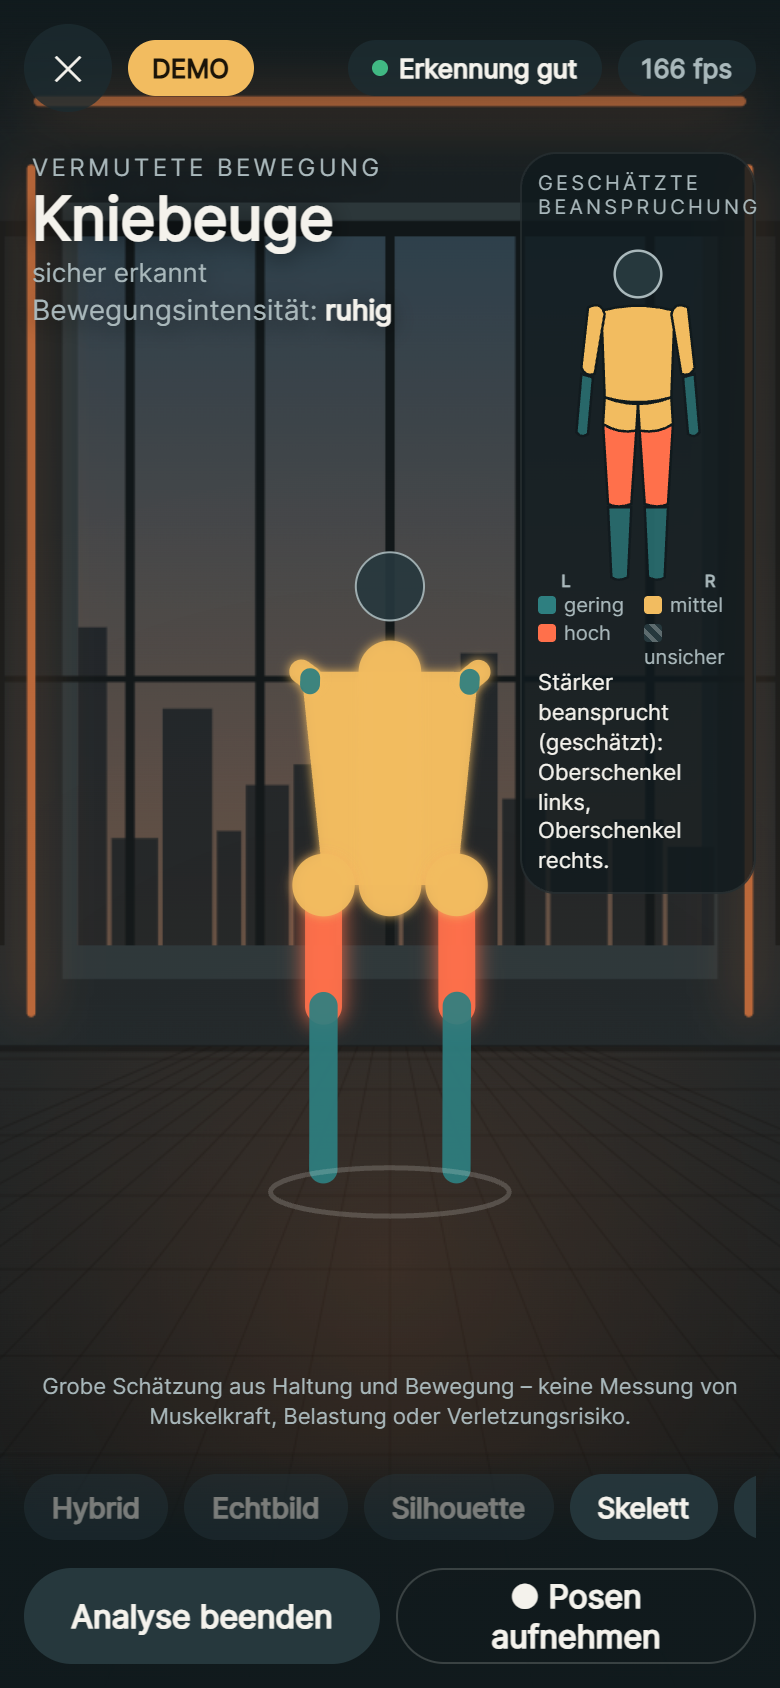 DEMO
Erkennung gut
166 fps
VERMUTETE BEWEGUNG
Kniebeuge
sicher erkannt
Bewegungsintensität: ruhig
GESCHÄTZTE
BEANSPRUCHUNG
L
R
gering
mittel
hoch
unsicher
Stärker
beansprucht
(geschätzt):
Oberschenkel
links,
Oberschenkel
rechts.
Grobe Schätzung aus Haltung und Bewegung – keine Messung von
Muskelkraft, Belastung oder Verletzungsrisiko.
Hybrid
Echtbild
Silhouette
Skelett
Analyse beenden
Posen
aufnehmen